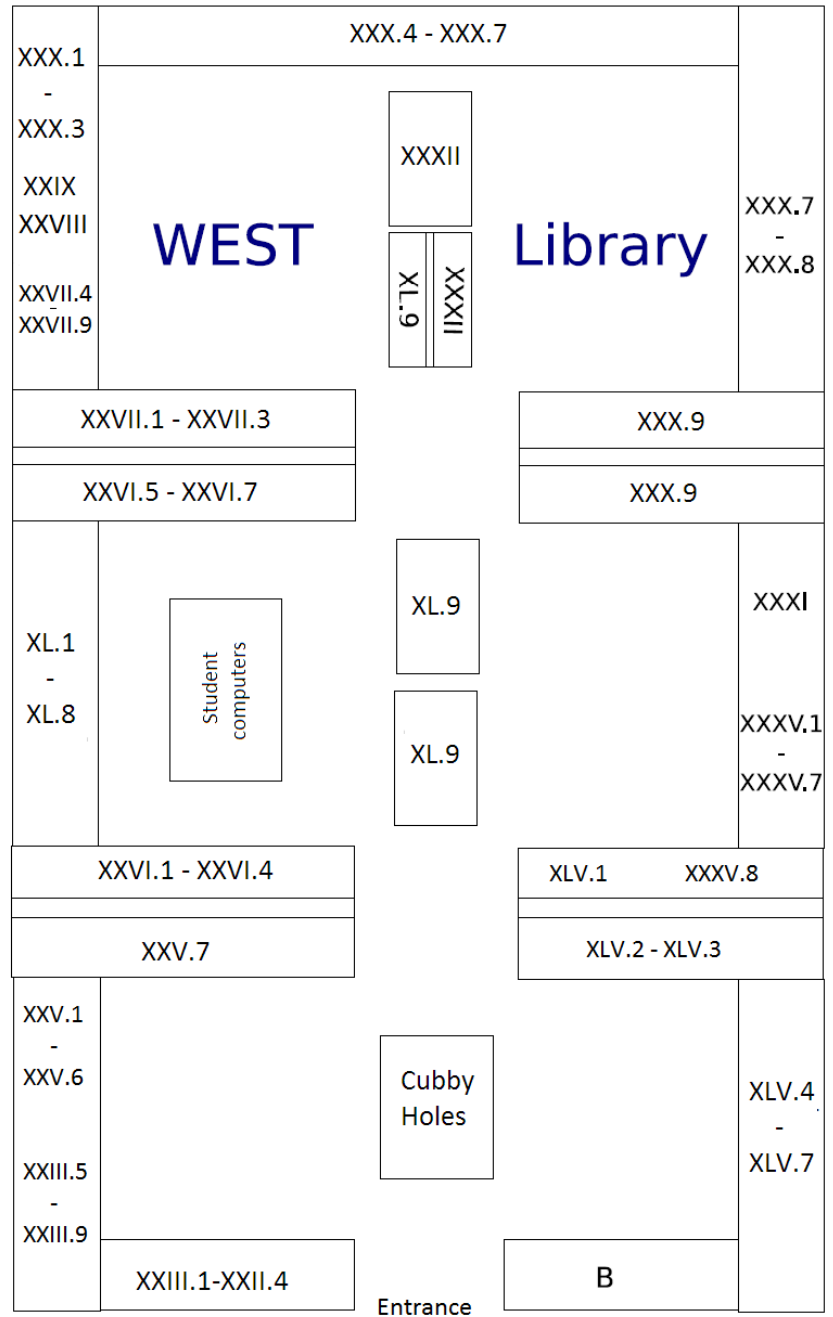 XXX.4 - XXX.7
XXX.1
-
XXX.3
XXIX
XXVIII
XXVII.4
-
XXVII.9
WEST Library
XXXII
XL.9
XXXII
XXX.7
-
XXX.8
XXVII.1 - XXVII.3
XXX.9
XXVI.5 - XXVI.7
XXX.9
XL.1
-
XL.8
Student
computers
XL.9
XL.9
XXXI
XXXV.1
-
XXXV.7
XXVI.1 - XXVI.4
XLV.1 XXXV.8
XXV.7
XLV.2 - XLV.3
XXV.1
-
XXV.6
XXIII.5
-
XXIII.9
Cubby
Holes
XLV.4
-
XLV.7
XXIII.1-XXII.4
B
Entrance